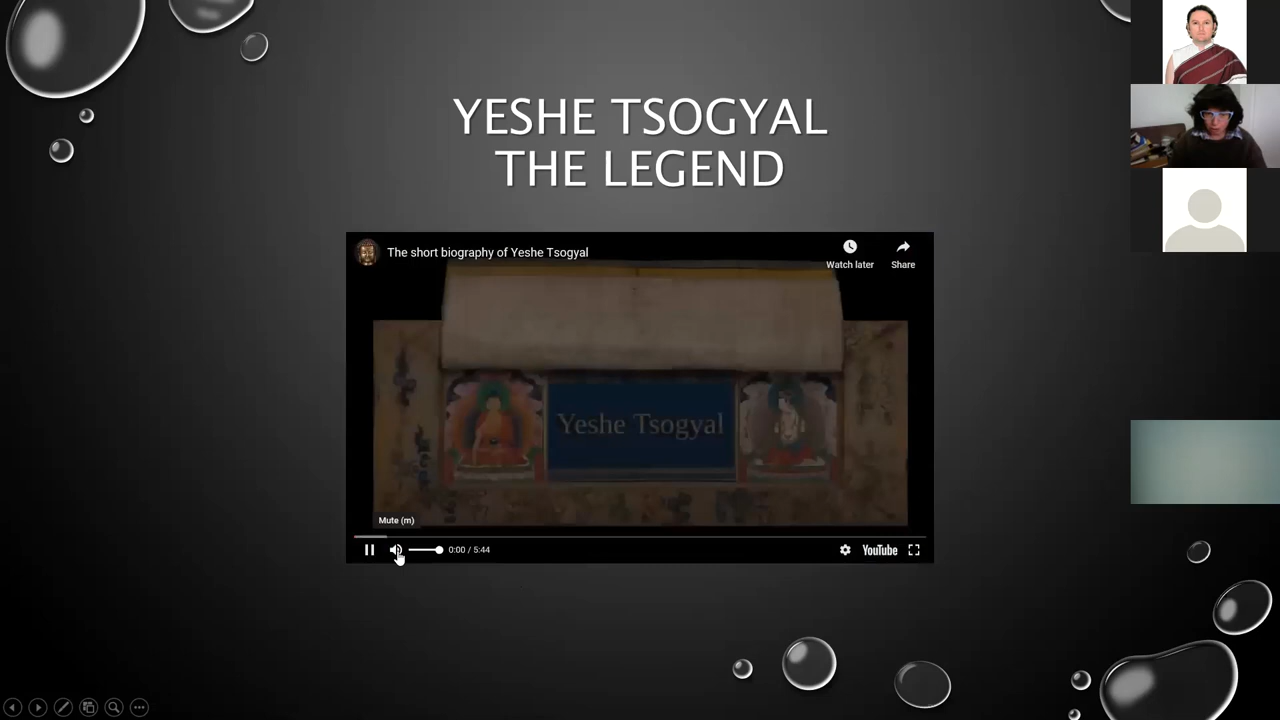 YESHE TSOGYAL
THE LEGEND
The short biography of Yeshe Tsogyal
Watch later
Share
Yeshe Tsogyal
Mute (m)
0:00 / 5:44
YouTube